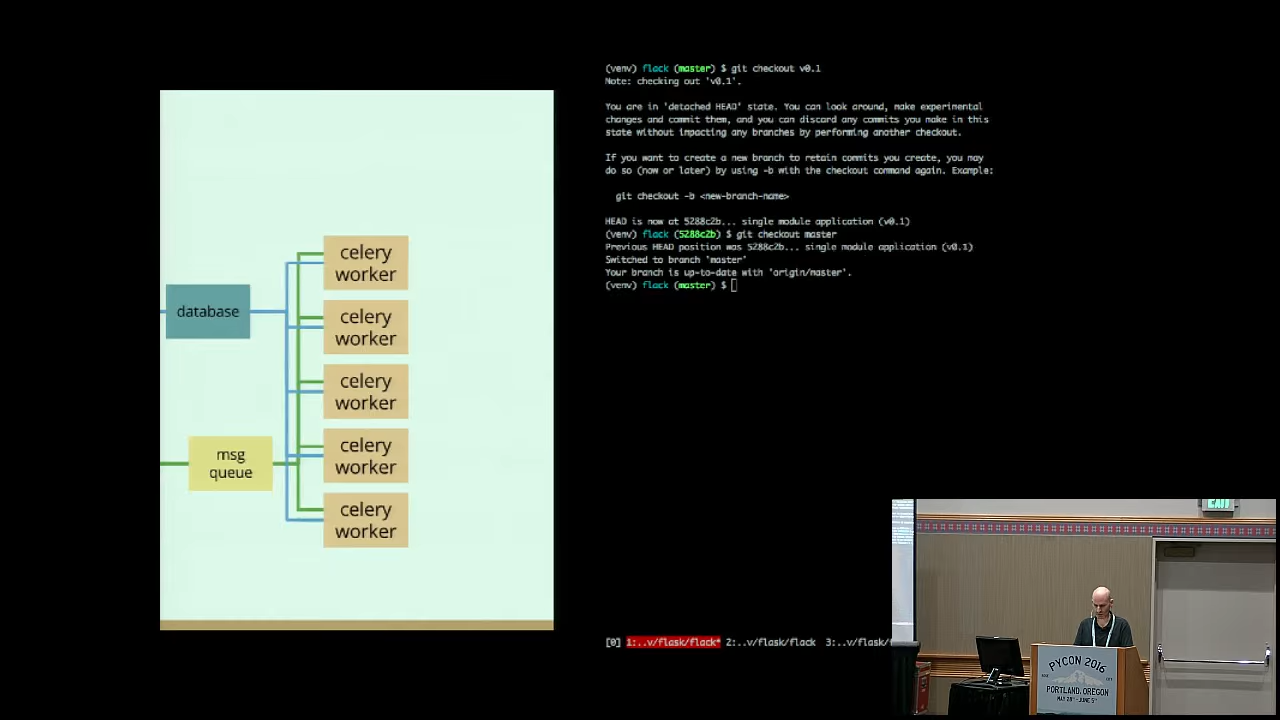 database
msg
queue
celery
worker
celery
worker
celery
worker
celery
worker
celery
worker
(venv) flack (master) $ git checkout v0.1
Note: checking out 'v0.1'.
You are in 'detached HEAD' state. You can look around, make experimental
changes and commit them, and you can discard any commits you make in this
state without impacting any branches by performing another checkout.
If you want to create a new branch to retain commits you create, you may
do so (now or later) by using -b with the checkout command again. Example:
git checkout -b <new-branch-name>
HEAD is now at 5288c2b... single module application (v0.1)
(venv) flack (5288c2b) $ git checkout master
Previous HEAD position was 5288c2b... single module application (v0.1)
Switched to branch 'master'
Your branch is up-to-date with 'origin/master'.
(venv) flack (master) $
[0] 1:..v/flask/flack* 2:..v/flask/flack 3:..v/flask/
EXIT
PYCON 2016
PORTLAND, OREGON
MAY 28TH - JUNE 5TH